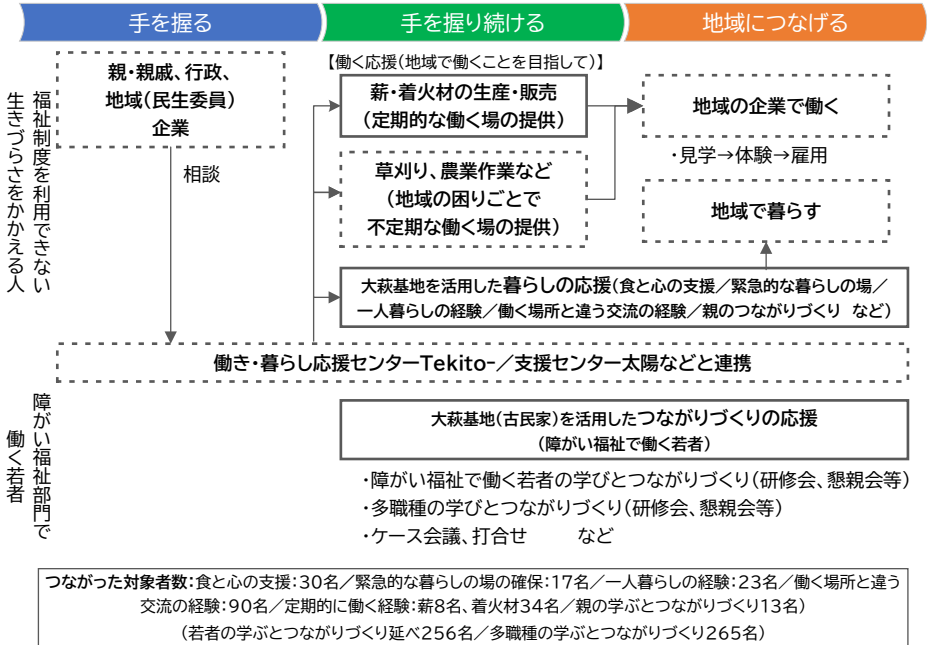 手を握る
手を握り続ける
地域につなげる
福祉制度を利用できない
生きづらさをかかえる人
親・親戚、行政、
地域(民生委員)
企業
相談
【働く応援(地域で働くことを目指して)】
薪・着火材の生産・販売
(定期的な働く場の提供)
草刈り、農業作業など
(地域の困りごとで
不定期な働く場の提供)
地域の企業で働く
・見学→体験→雇用
地域で暮らす
大萩基地を活用した暮らしの応援(食と心の支援/緊急的な暮らしの場/
一人暮らしの経験/働く場所と違う交流の経験/親のつながりづくり など)
働き・暮らし応援センターTekito-/支援センター太陽などと連携
障がい福祉部門で
働く若者
大萩基地(古民家)を活用したつながりづくりの応援
(障がい福祉で働く若者)
・障がい福祉で働く若者の学びとつながりづくり(研修会、懇親会等)
・多職種の学びとつながりづくり(研修会、懇親会等)
・ケース会議、打合せ など
つながった対象者数:食と心の支援:30名/緊急的な暮らしの場の確保:17名/一人暮らしの経験:23名/働く場所と違う
交流の経験:90名/定期的に働く経験:薪8名、着火材34名/親の学ぶとつながりづくり13名)
(若者の学ぶとつながりづくり延べ256名/多職種の学ぶとつながりづくり265名)